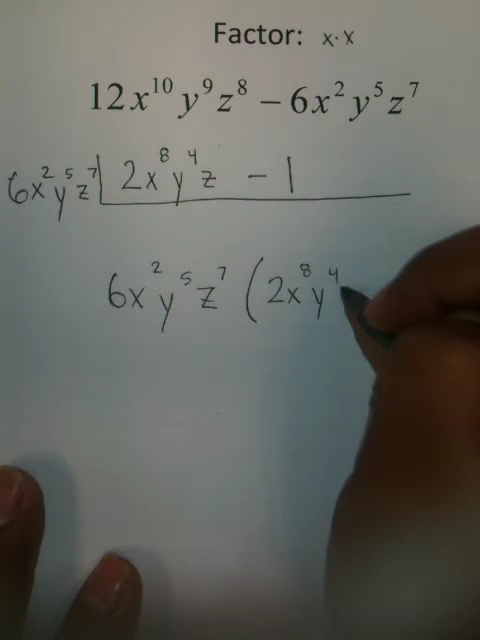 Factor: x·x
12x¹⁰y⁹z⁸ − 6x²y⁵z⁷
6x²y⁵z⁷ 2x⁸y⁴z − 1
6x²y⁵z⁷ (2x⁸y⁴